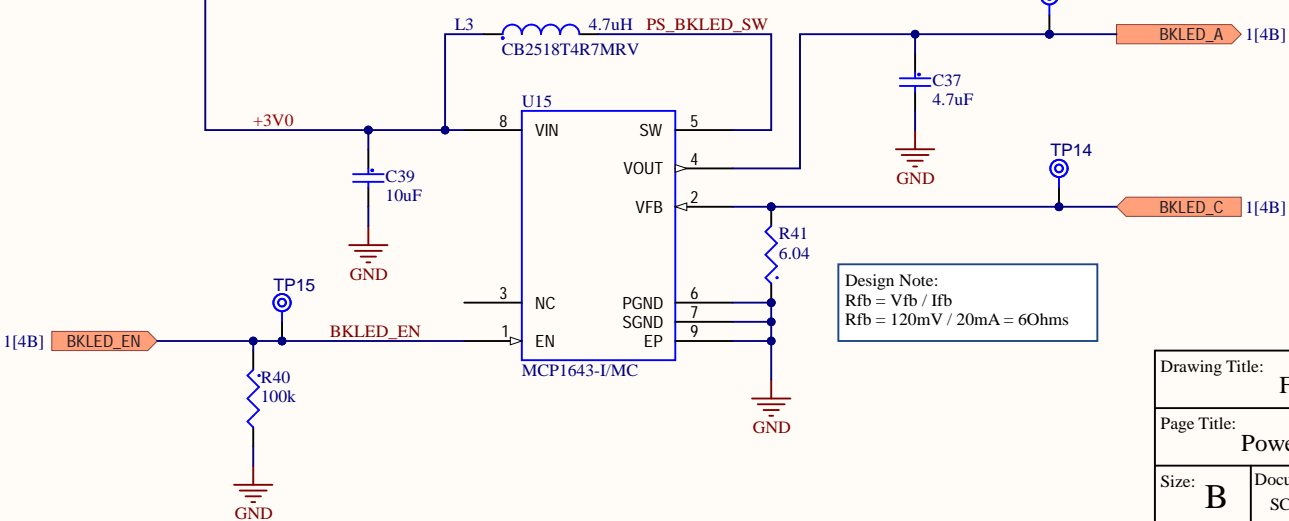 L3 4.7uH PS_BKLED_SW
CB2518T4R7MRV
BKLED_A 1[4B]
C37
4.7uF
GND
U15
+3V0
8 VIN SW 5
VOUT 4
VFB 2
C39
10uF
GND
TP14
BKLED_C 1[4B]
R41
6.04
Design Note:
Rfb = Vfb / Ifb
Rfb = 120mV / 20mA = 6Ohms
TP15
3 NC PGND 6
SGND 7
1[4B] BKLED_EN BKLED_EN 1 EN EP 9
MCP1643-I/MC
R40
100k
GND
GND
Drawing Title:
Page Title:
Size: B